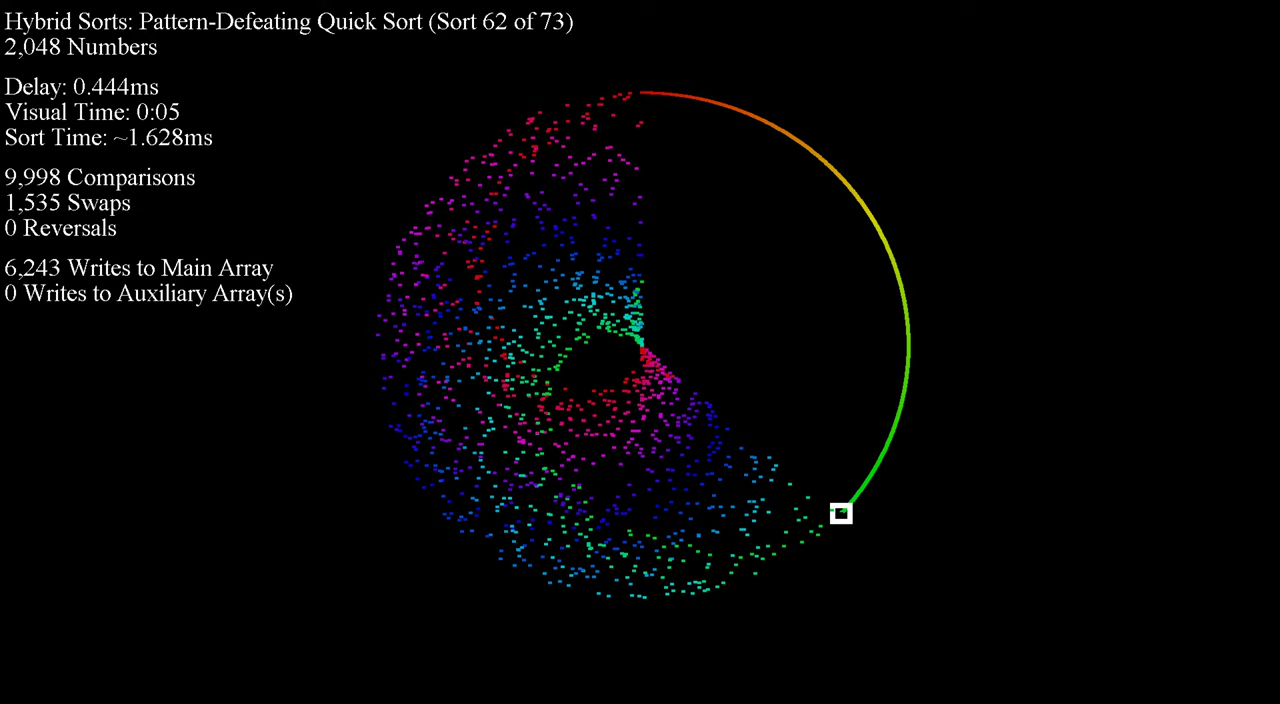 Hybrid Sorts: Pattern-Defeating Quick Sort (Sort 62 of 73)
2,048 Numbers
Delay: 0.444ms
Visual Time: 0:05
Sort Time: ~1.628ms
9,998 Comparisons
1,535 Swaps
0 Reversals
6,243 Writes to Main Array
0 Writes to Auxiliary Array(s)